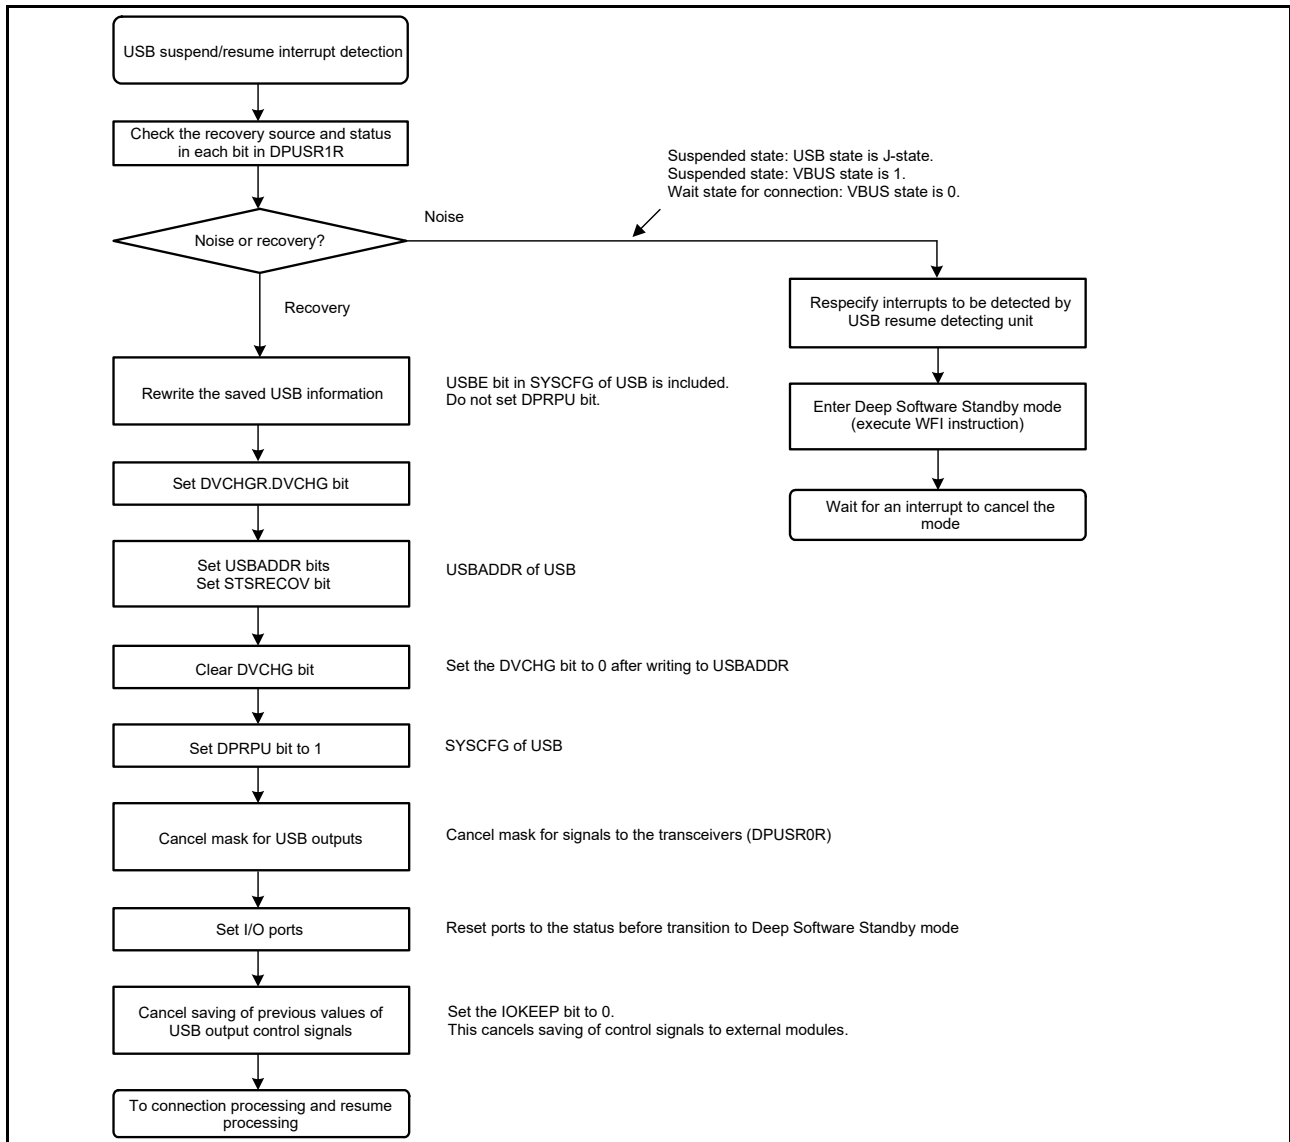 USB suspend/resume interrupt detection
Check the recovery source and status
in each bit in DPUSR1R
Suspended state: USB state is J-state.
Suspended state: VBUS state is 1.
Wait state for connection: VBUS state is 0.
Noise
Noise or recovery?
Recovery
Respecify interrupts to be detected by
USB resume detecting unit
Enter Deep Software Standby mode
(execute WFI instruction)
Wait for an interrupt to cancel the
mode
Rewrite the saved USB information
USBE bit in SYSCFG of USB is included.
Do not set DPRPU bit.
Set DVCHGR.DVCHG bit
Set USBADDR bits
Set STSRECOV bit
USBADDR of USB
Clear DVCHG bit
Set the DVCHG bit to 0 after writing to USBADDR
Set DPRPU bit to 1
SYSCFG of USB
Cancel mask for USB outputs
Cancel mask for signals to the transceivers (DPUSR0R)
Set I/O ports
Reset ports to the status before transition to Deep Software Standby mode
Cancel saving of previous values of
USB output control signals
Set the IOKEEP bit to 0.
This cancels saving of control signals to external modules.
To connection processing and resume
processing